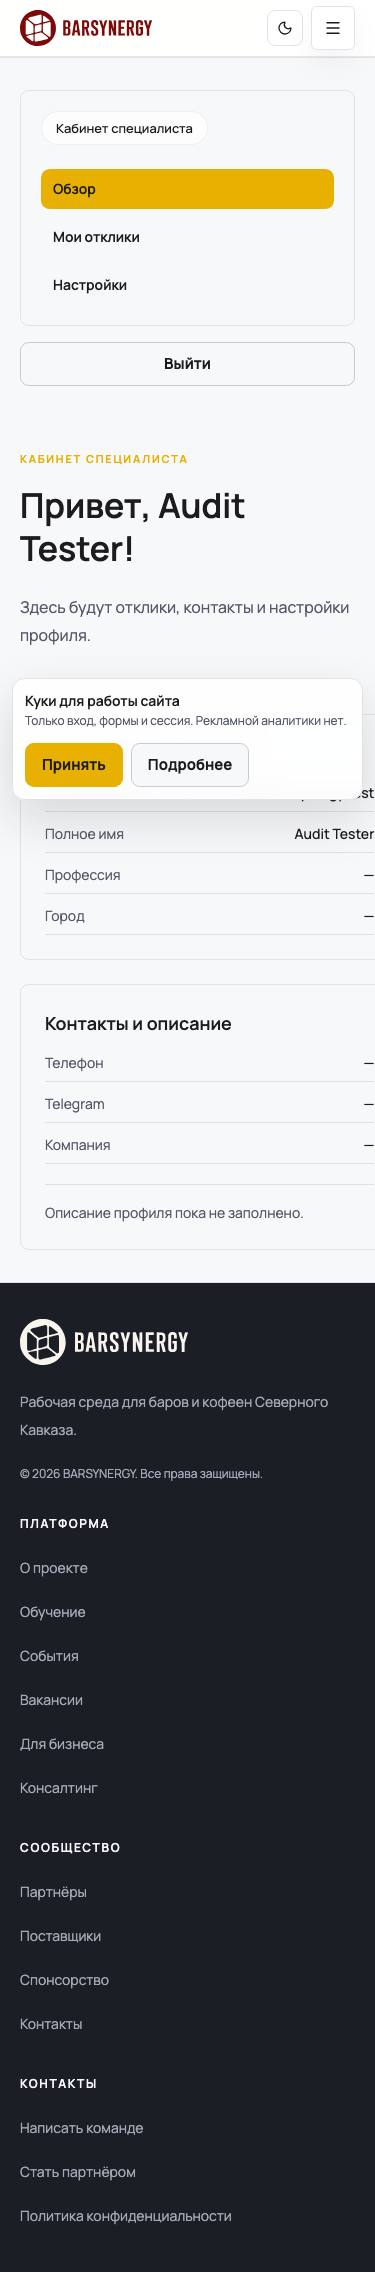 BARSYNERGY
Кабинет специалиста
Обзор
Мои отклики
Настройки
Выйти
КАБИНЕТ СПЕЦИАЛИСТА
Привет, Audit
Tester!
Здесь будут отклики, контакты и настройки
профиля.
Куки для работы сайта
Только вход, формы и сессия. Рекламной аналитики нет.
Принять
Подробнее
Полное имя
Audit Tester
Профессия
—
Город
—
Контакты и описание
Телефон
—
Telegram
—
Компания
—
Описание профиля пока не заполнено.
BARSYNERGY
Рабочая среда для баров и кофеен Северного
Кавказа.
© 2026 BARSYNERGY. Все права защищены.
ПЛАТФОРМА
О проекте
Обучение
События
Вакансии
Для бизнеса
Консалтинг
СООБЩЕСТВО
Партнёры
Поставщики
Спонсорство
Контакты
КОНТАКТЫ
Написать команде
Стать партнёром
Политика конфиденциальности